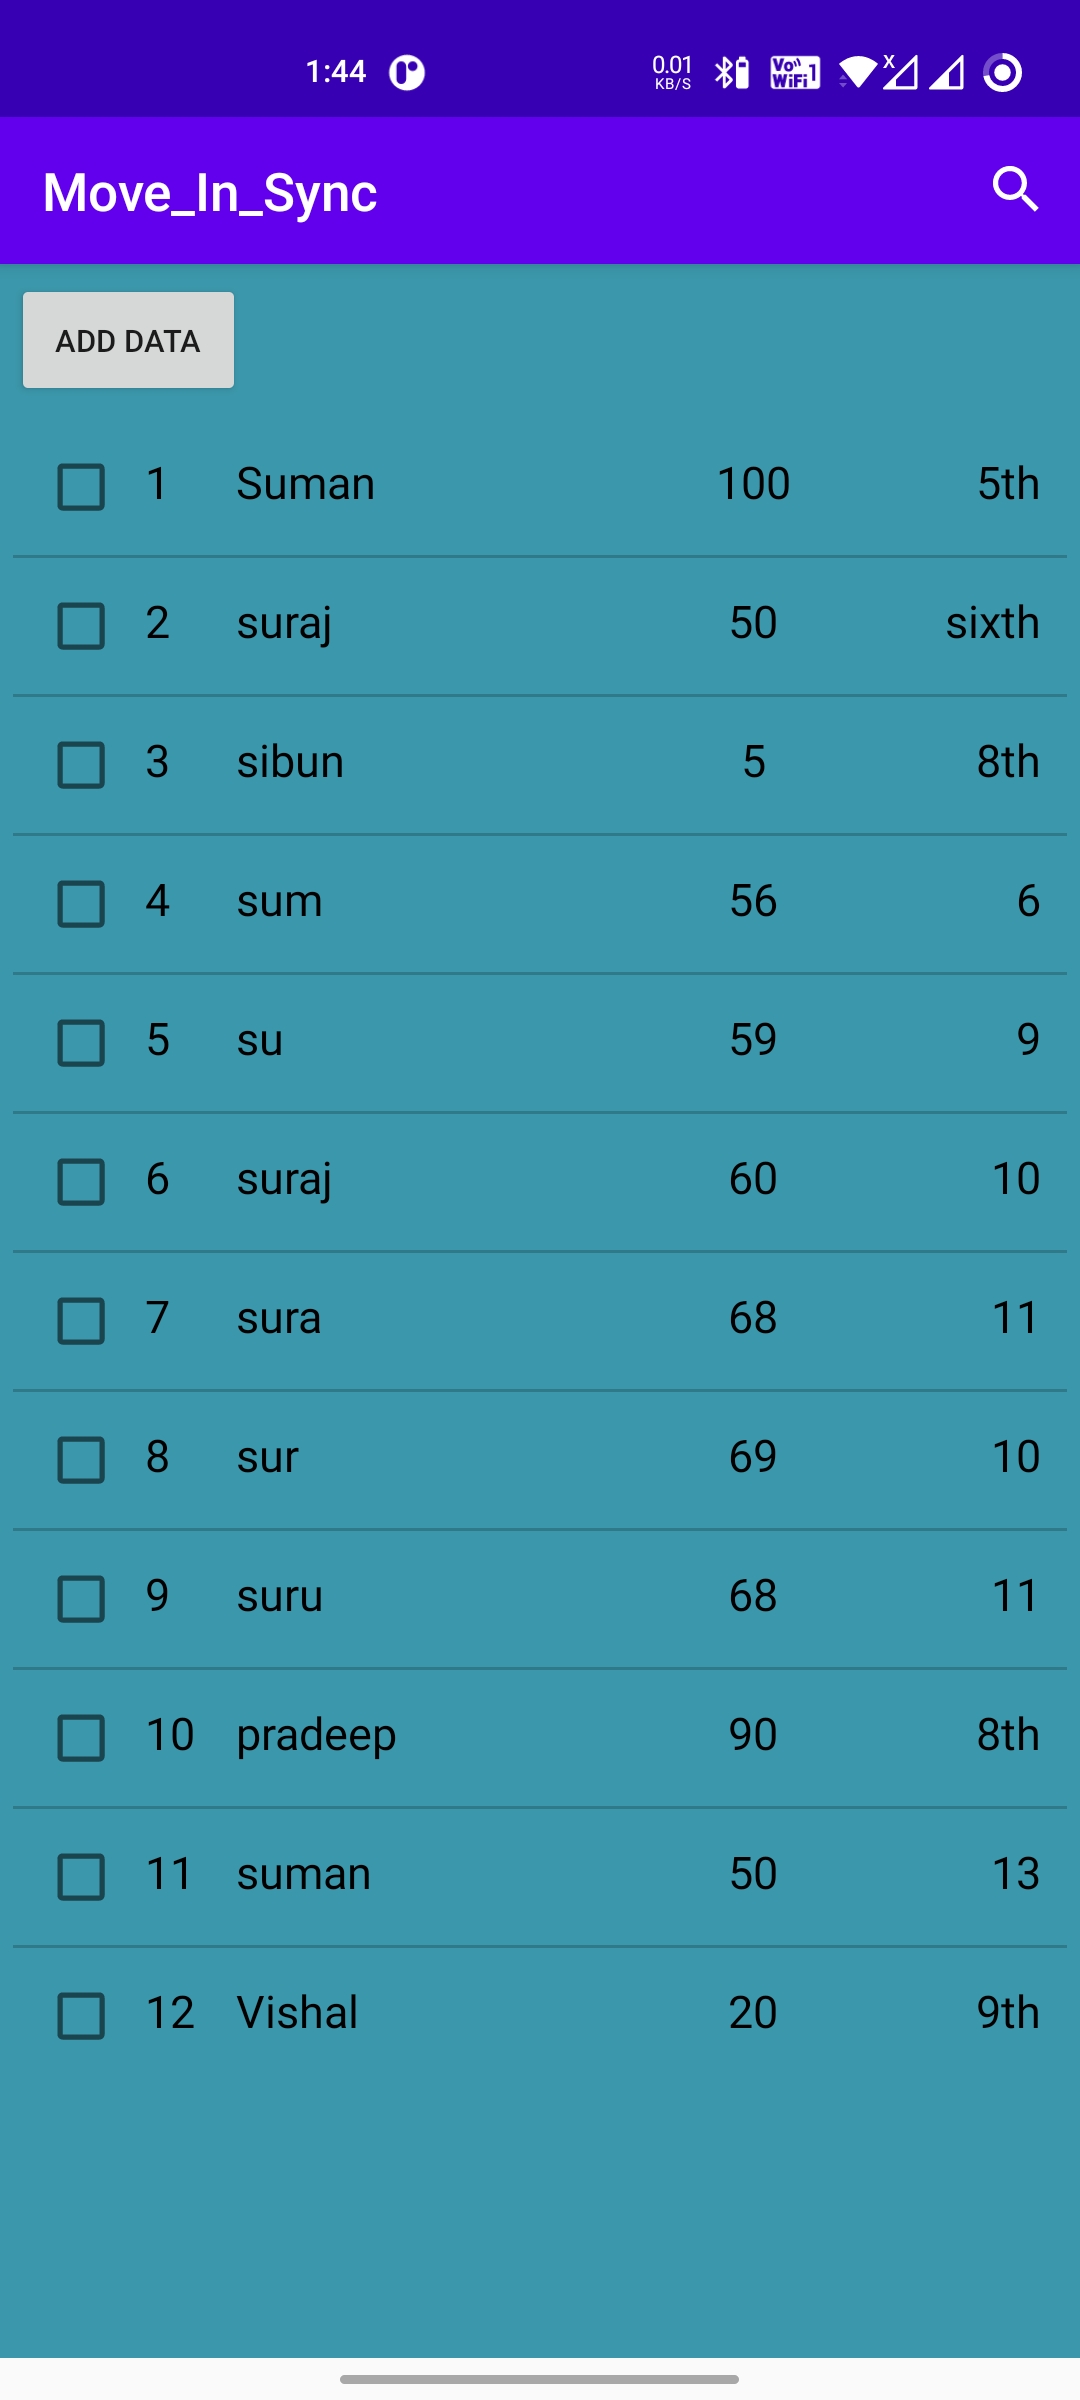 1:44 0.01 KB/S Vo WiFi 1 X
Move_In_Sync
ADD DATA
1 Suman 100 5th
2 suraj 50 sixth
3 sibun 5 8th
4 sum 56 6
5 su 59 9
6 suraj 60 10
7 sura 68 11
8 sur 69 10
9 suru 68 11
10 pradeep 90 8th
11 suman 50 13
12 Vishal 20 9th